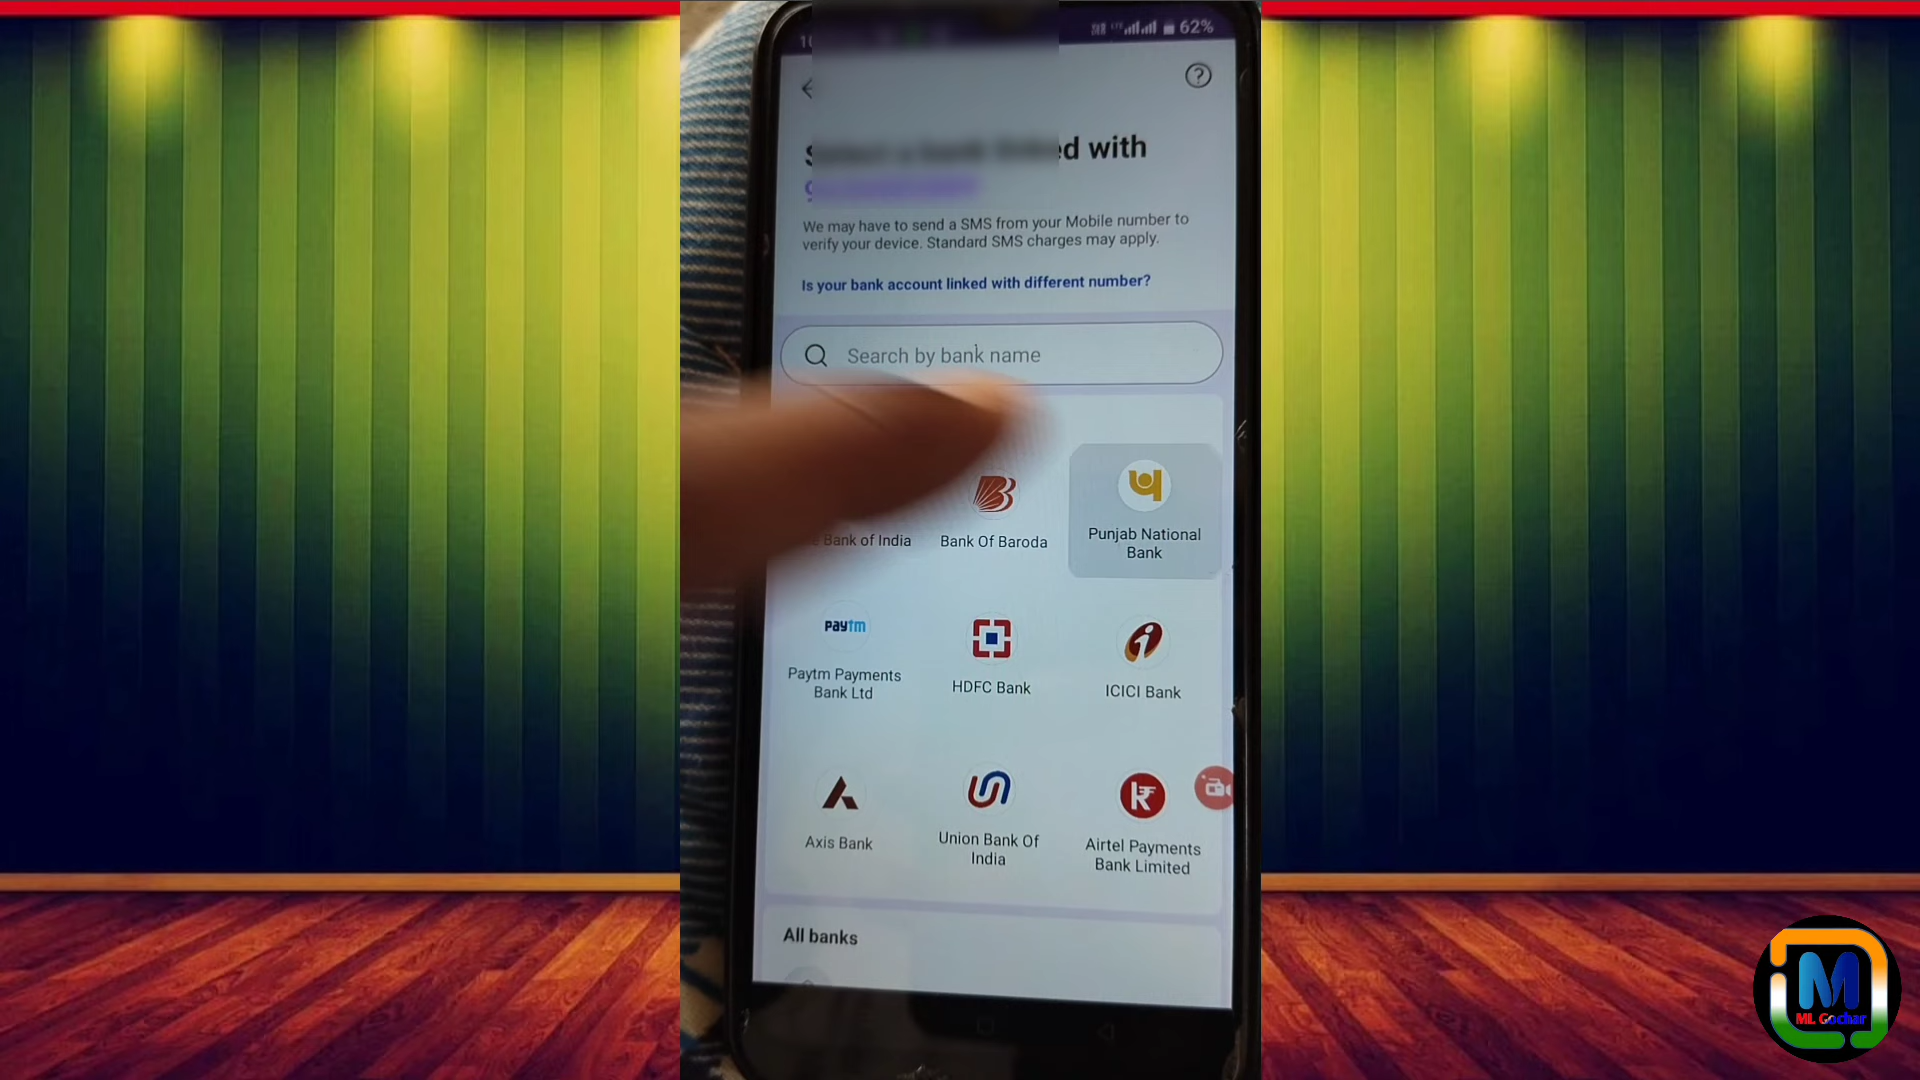 62%
ed with
We may have to send a SMS from your Mobile number to
verify your device. Standard SMS charges may apply.
Is your bank account linked with different number?
Search by bank name
Bank of India
Bank Of Baroda
Punjab National
Bank
paytm
Paytm Payments
Bank Ltd
HDFC Bank
ICICI Bank
Axis Bank
Union Bank Of
India
Airtel Payments
Bank Limited
All banks
M
ML Gochar